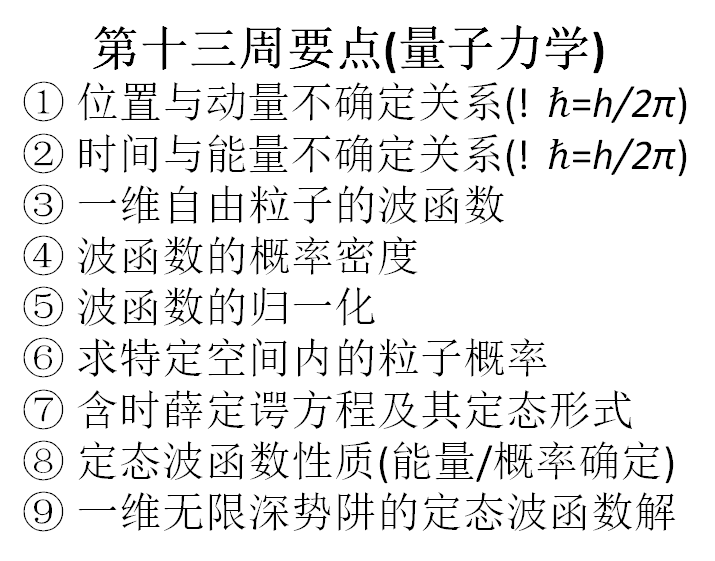 第十三周要点(量子力学)
① 位置与动量不确定关系(! ℏ=h/2π)
② 时间与能量不确定关系(! ℏ=h/2π)
③ 一维自由粒子的波函数
④ 波函数的概率密度
⑤ 波函数的归一化
⑥ 求特定空间内的粒子概率
⑦ 含时薛定谔方程及其定态形式
⑧ 定态波函数性质(能量/概率确定)
⑨ 一维无限深势阱的定态波函数解